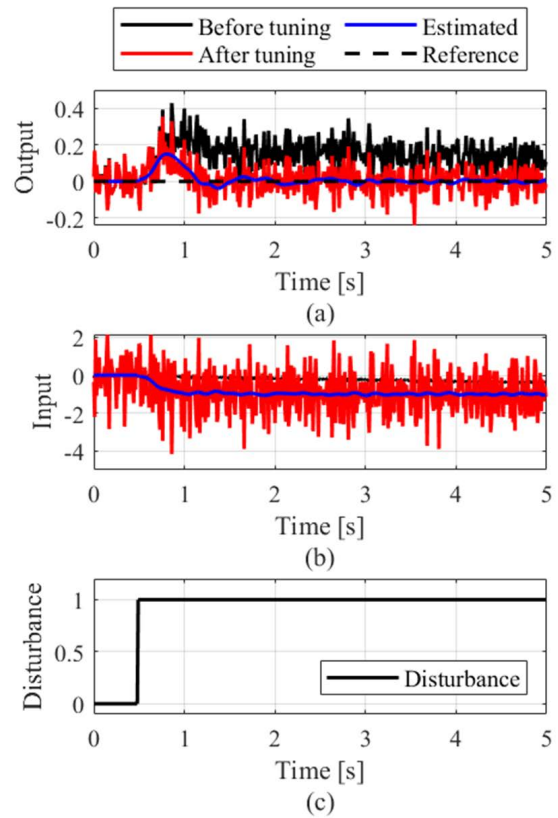 Before tuning
Estimated
After tuning
Reference
Output
0.4
0.2
0
-0.2
0 1 2 3 4 5
Time [s]
(a)
Input
2
0
-2
-4
0 1 2 3 4 5
Time [s]
(b)
Disturbance
1
0.5
0
Disturbance
0 1 2 3 4 5
Time [s]
(c)